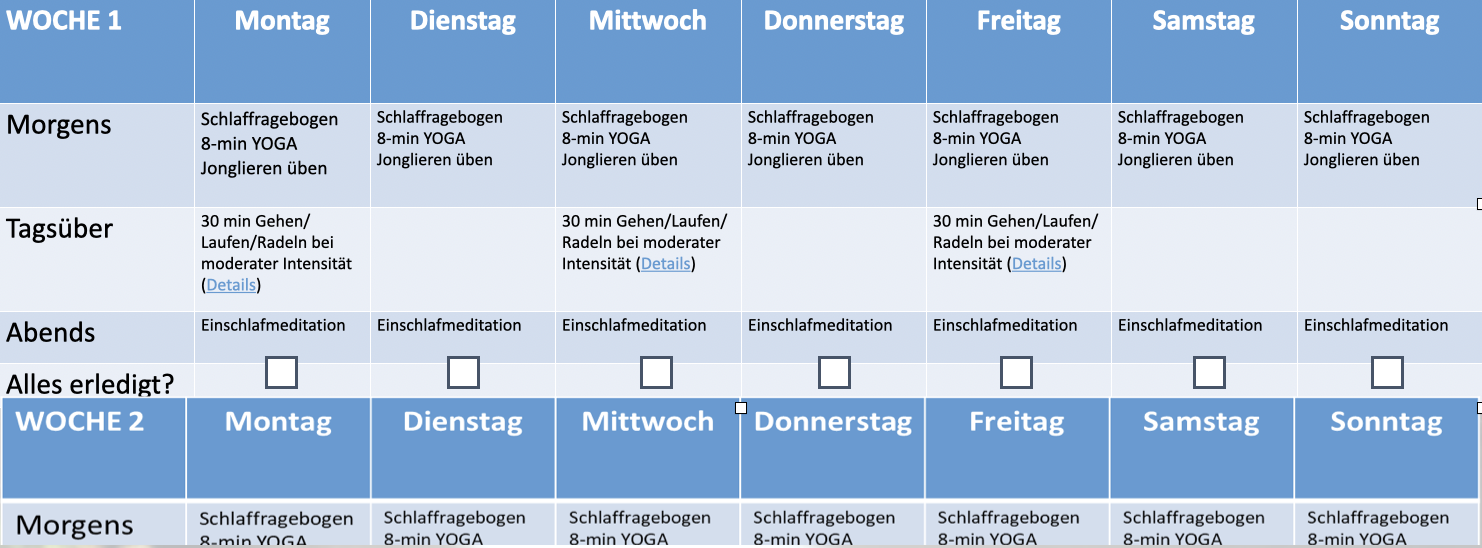 WOCHE 1 Montag Dienstag Mittwoch Donnerstag Freitag Samstag Sonntag
Morgens
Schlaffragebogen
8-min YOGA
Jonglieren üben
Schlaffragebogen
8-min YOGA
Jonglieren üben
Schlaffragebogen
8-min YOGA
Jonglieren üben
Schlaffragebogen
8-min YOGA
Jonglieren üben
Schlaffragebogen
8-min YOGA
Jonglieren üben
Schlaffragebogen
8-min YOGA
Jonglieren üben
Schlaffragebogen
8-min YOGA
Jonglieren üben
Tagsüber
30 min Gehen/
Laufen/Radeln bei
moderater Intensität
(Details)
30 min Gehen/Laufen/
Radeln bei moderater
Intensität (Details)
30 min Gehen/Laufen/
Radeln bei moderater
Intensität (Details)
Abends
Einschlafmeditation
Einschlafmeditation
Einschlafmeditation
Einschlafmeditation
Einschlafmeditation
Einschlafmeditation
Einschlafmeditation
Alles erledigt?
WOCHE 2 Montag Dienstag Mittwoch Donnerstag Freitag Samstag Sonntag
Morgens
Schlaffragebogen
8-min YOGA
Schlaffragebogen
8-min YOGA
Schlaffragebogen
8-min YOGA
Schlaffragebogen
8-min YOGA
Schlaffragebogen
8-min YOGA
Schlaffragebogen
8-min YOGA
Schlaffragebogen
8-min YOGA